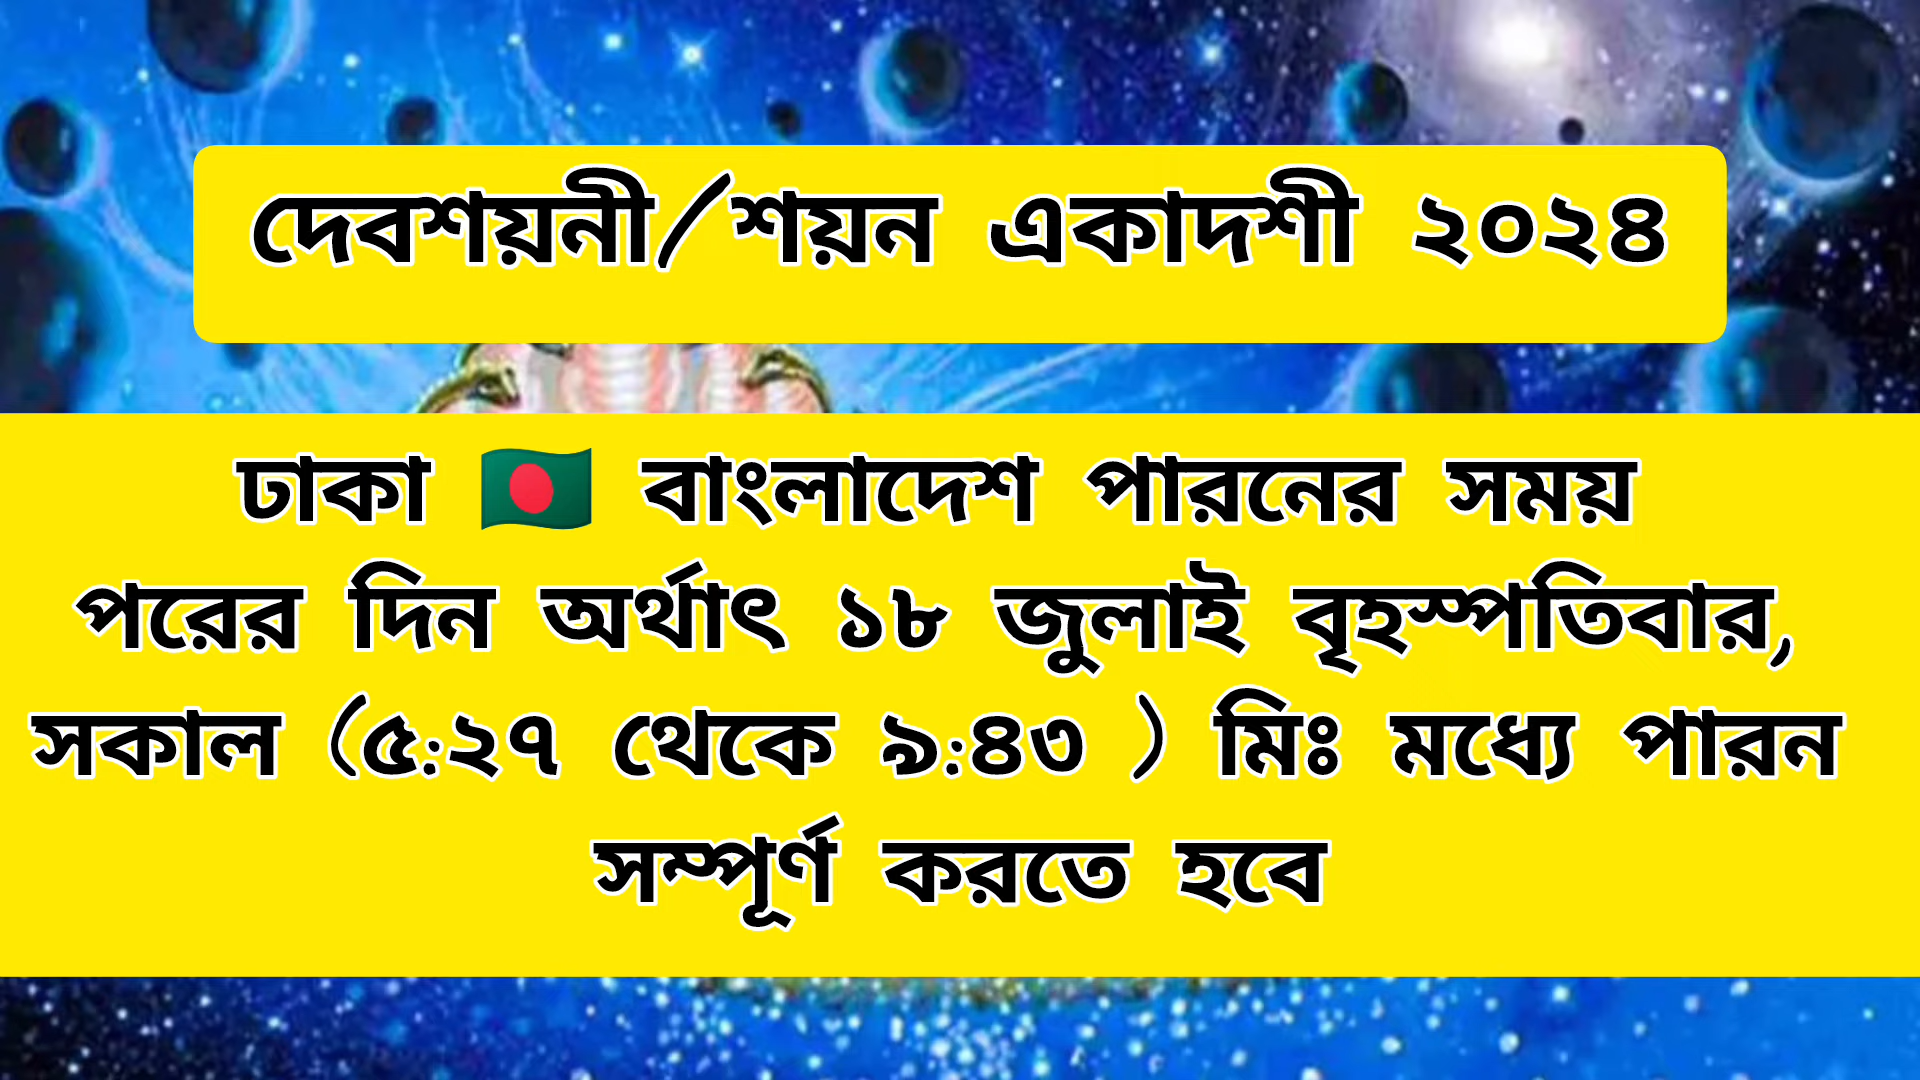 দেবশয়নী/শয়ন একাদশী ২০২৪
ঢাকা 🇧🇩 বাংলাদেশ পারনের সময়
পরের দিন অর্থাৎ ১৮ জুলাই বৃহস্পতিবার,
সকাল (৫:২৭ থেকে ৯:৪৩ ) মিঃ মধ্যে পারন
সম্পূর্ণ করতে হবে